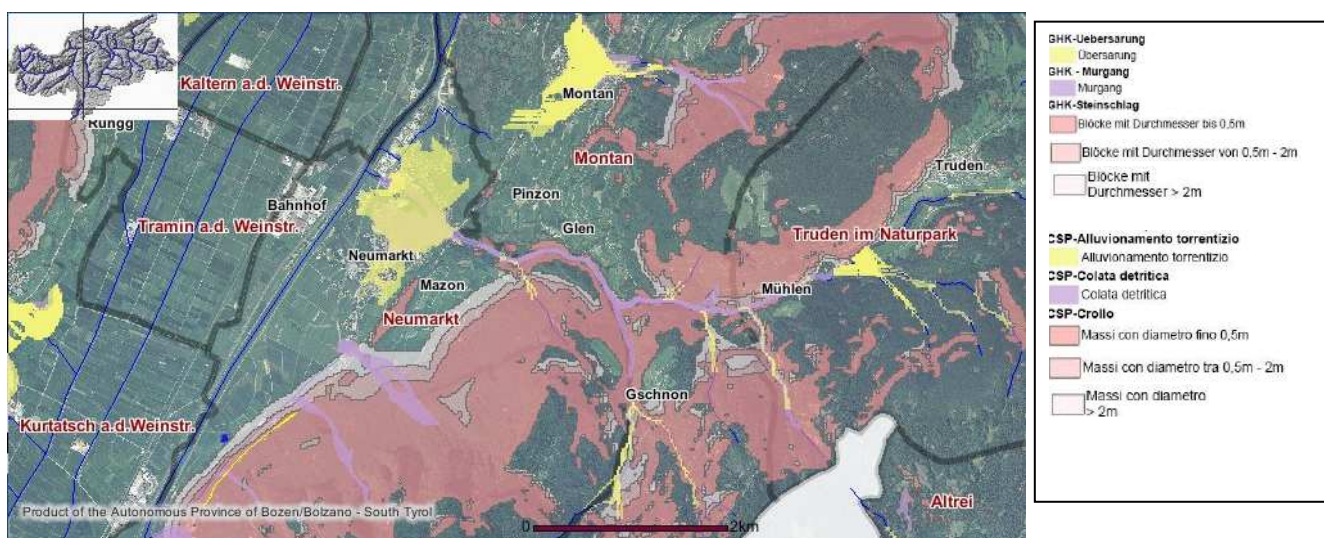 Kaltern a.d. Weinstr.
Rungg
Montan
Montan
Truden
Bahnhof
Pinzon
Tramin a.d. Weinstr.
Glen
Truden im Naturpark
Neumarkt
Mazon
Mühlen
Neumarkt
Gschnon
Kurtatsch a.d.Weinstr.
Altrei
Product of the Autonomous Province of Bozen/Bolzano - South Tyrol
0 2km
GHK-Uebersarung
Übersarung
GHK - Murgang
Murgang
GHK-Steinschlag
Blöcke mit Durchmesser bis 0,5m
Blöcke mit Durchmesser von 0,5m - 2m
Blöcke mit
Durchmesser > 2m
CSP-Alluvionamento torrentizio
Alluvionamento torrentizio
CSP-Colata detritica
Colata detritica
CSP-Crollo
Massi con diametro fino 0,5m
Massi con diametro tra 0,5m - 2m
Massi con diametro
> 2m